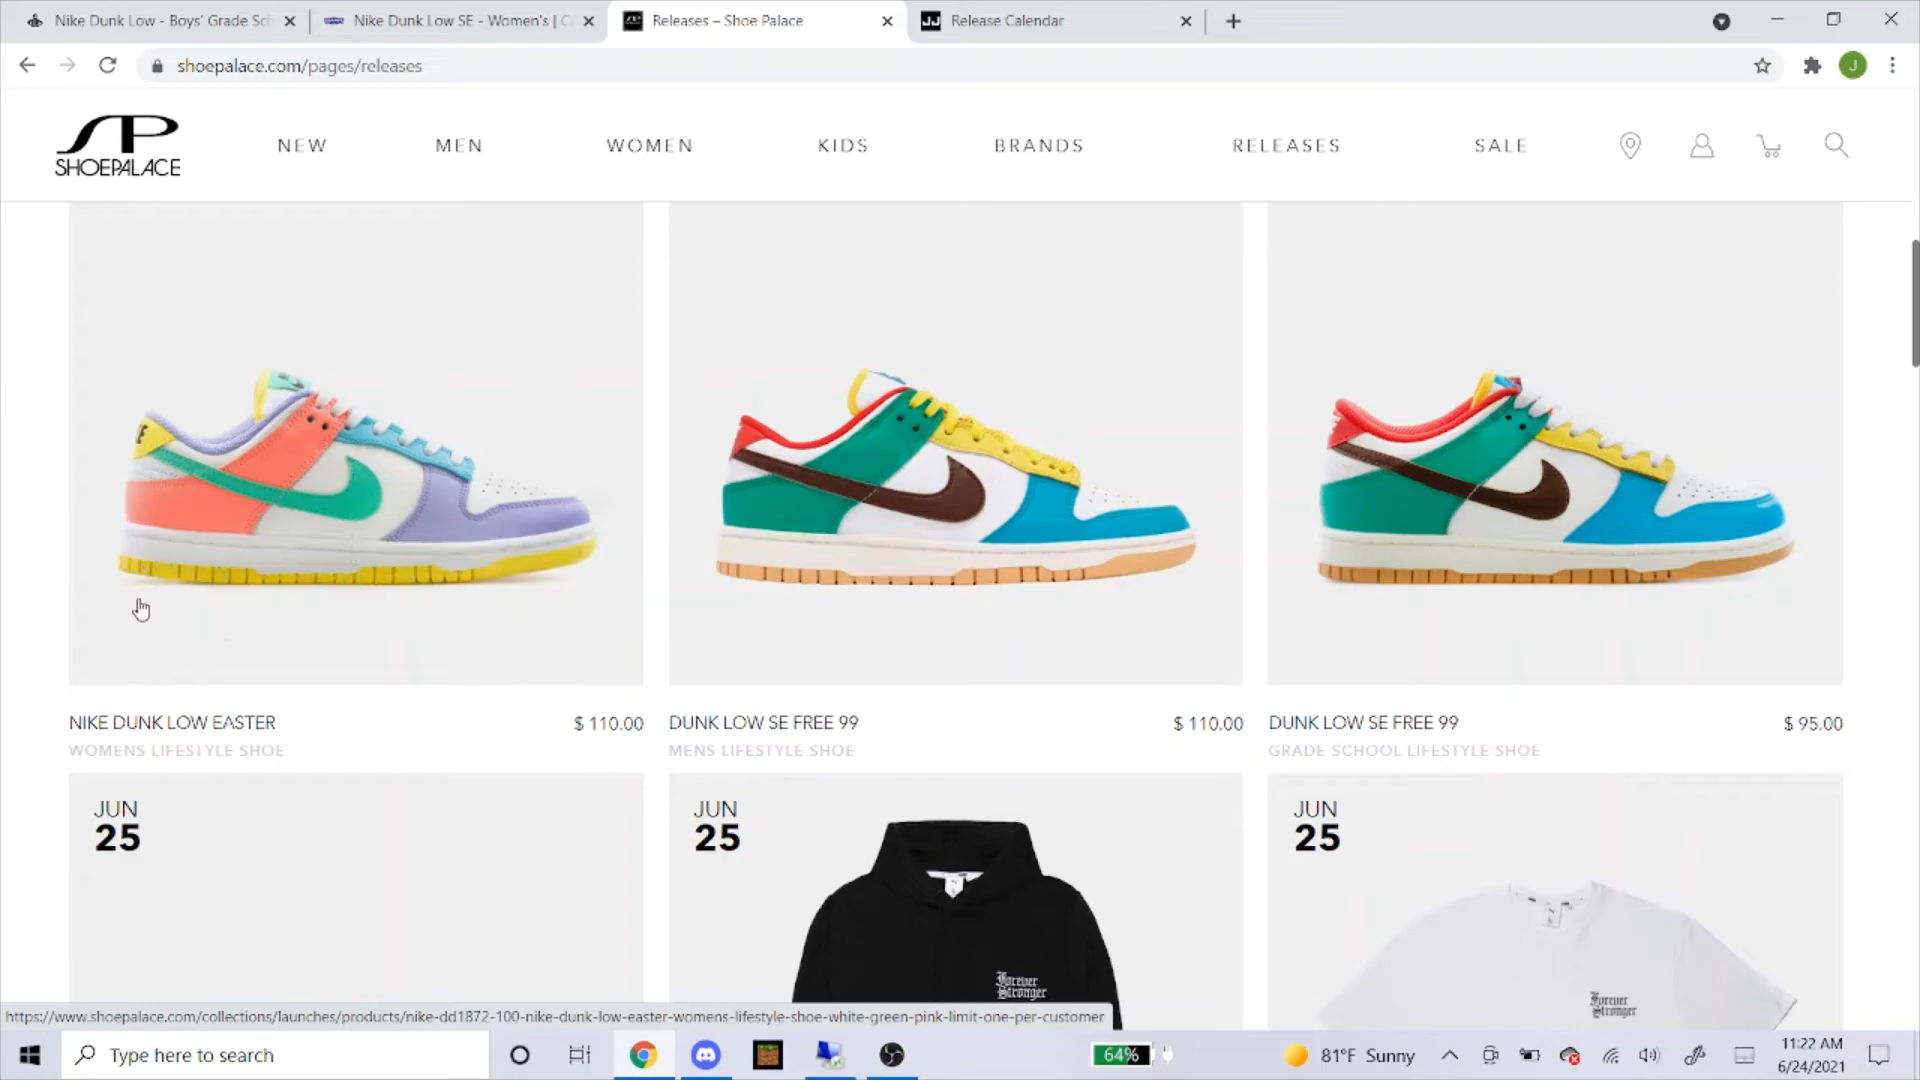 Nike Dunk Low - Boys' Grade Sch
Nike Dunk Low SE - Women's | C
Releases – Shoe Palace
Release Calendar
shoepalace.com/pages/releases
J
SP
SHOEPALACE
NEW
MEN
WOMEN
KIDS
BRANDS
RELEASES
SALE
NIKE DUNK LOW EASTER
$ 110.00
WOMENS LIFESTYLE SHOE
DUNK LOW SE FREE 99
$ 110.00
MENS LIFESTYLE SHOE
DUNK LOW SE FREE 99
$ 95.00
GRADE SCHOOL LIFESTYLE SHOE
JUN
25
JUN
25
Forever
Stronger
JUN
25
Forever
Stronger
https://www.shoepalace.com/collections/launches/products/nike-dd1872-100-nike-dunk-low-easter-womens-lifestyle-shoe-white-green-pink-limit-one-per-customer
Type here to search
64%
81°F Sunny
11:22 AM
6/24/2021